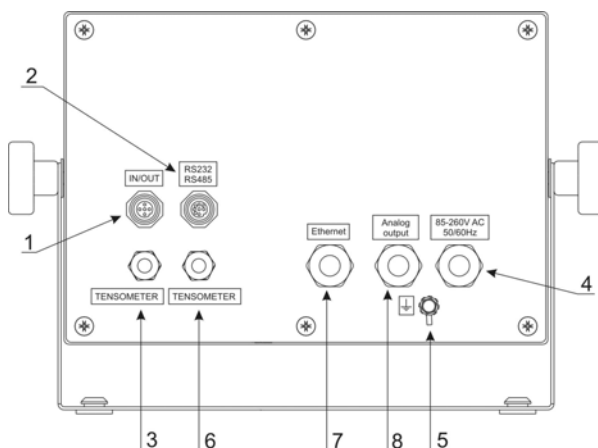 2
IN/OUT
RS232
RS485
1
Ethernet
Analog
output
85-260V AC
50/60Hz
4
TENSOMETER
TENSOMETER
3
6
7
8
5